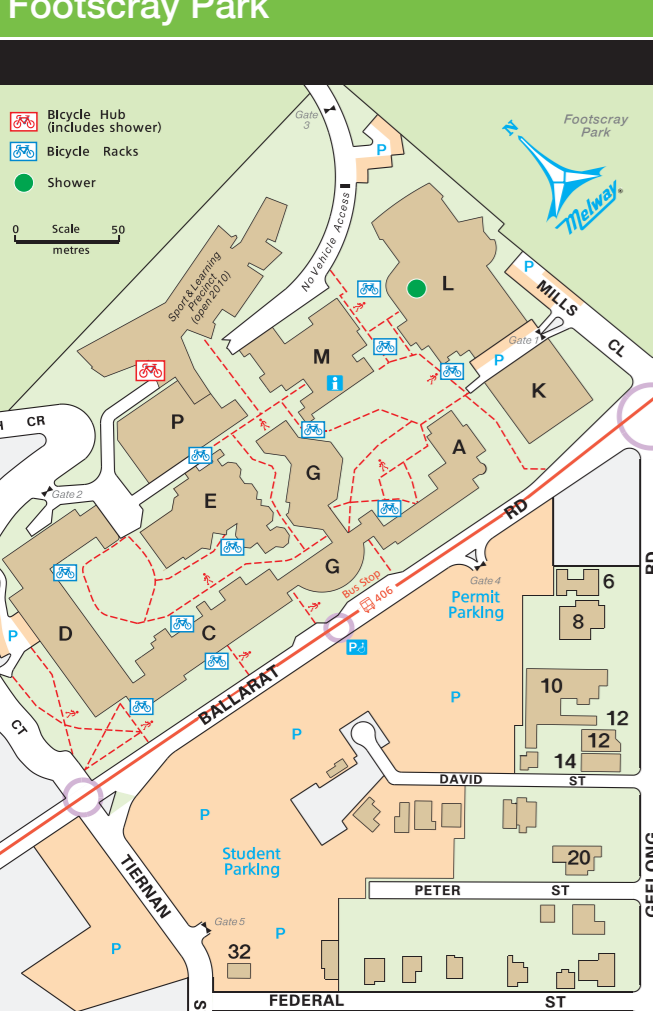 Footscray Park
Bicycle Hub
(includes shower)
Bicycle Racks
Shower
0 Scale 50
metres
Gate
3
P
Footscray
Park
N
Melway®
No Vehicle Access
Sport & Learning
Precinct
(open 2010)
L
P
MILLS
CL
Gate 1
P
M
i
K
CR
P
A
G
E
Gate 2
RD
G
Bus Stop
406
Gate 4
Permit
Parking
RD
6
8
D
P
C
P
BALLARAT
P
10
12
12
14
CT
P
DAVID ST
P
Student
Parking
20
GEELONG
TIERNAN
PETER ST
Gate 5
P
P
32
S
FEDERAL ST